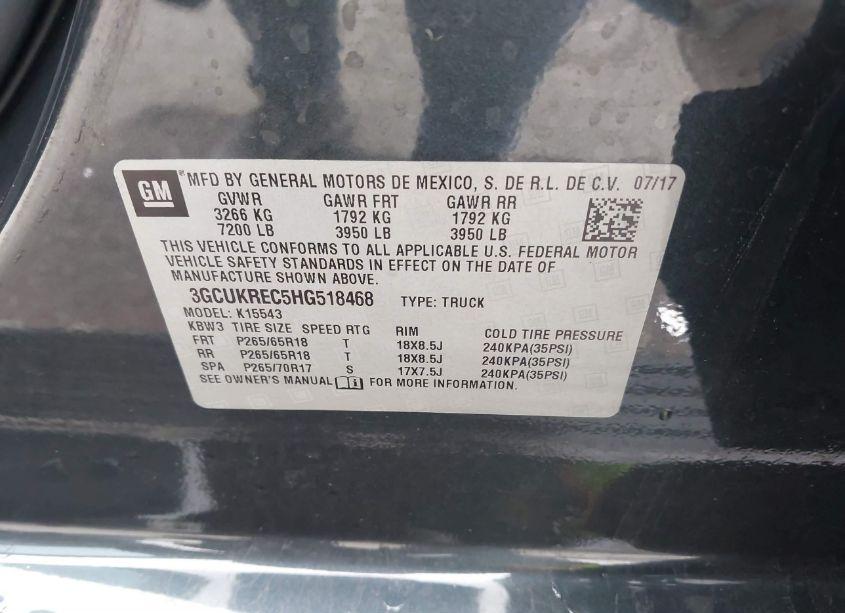 GM ® MFD BY GENERAL MOTORS DE MEXICO, S. DE R.L. DE C.V. 07/17
GVWR GAWR FRT GAWR RR
3266 KG 1792 KG 1792 KG
7200 LB 3950 LB 3950 LB
THIS VEHICLE CONFORMS TO ALL APPLICABLE U.S. FEDERAL MOTOR
VEHICLE SAFETY STANDARDS IN EFFECT ON THE DATE OF
MANUFACTURE SHOWN ABOVE.
3GCUKREC5HG518468 TYPE: TRUCK
MODEL: K15543
KBW3 TIRE SIZE SPEED RTG RIM COLD TIRE PRESSURE
FRT P265/65R18 T 18X8.5J 240KPA(35PSI)
RR P265/65R18 T 18X8.5J 240KPA(35PSI)
SPA P265/70R17 S 17X7.5J 240KPA(35PSI)
SEE OWNER'S MANUAL FOR MORE INFORMATION.